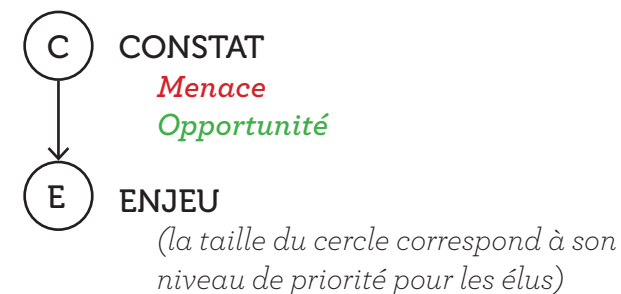 C CONSTAT
Menace
Opportunité
E ENJEU
(la taille du cercle correspond à son
niveau de priorité pour les élus)